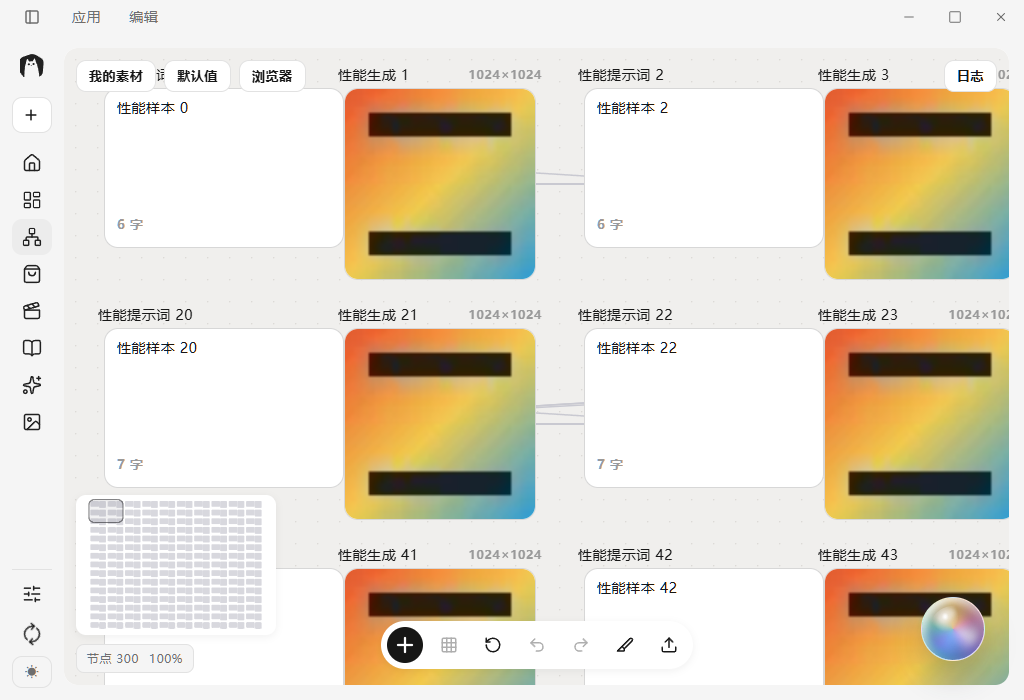 应用 编辑
我的素材 词 默认值 浏览器 性能生成 1 1024×1024 性能提示词 2 性能生成 3 日志
性能样本 0 性能样本 2
6 字 6 字
性能提示词 20 性能生成 21 1024×1024 性能提示词 22 性能生成 23 1024×102
性能样本 20 性能样本 22
7 字 7 字
性能生成 41 1024×1024 性能提示词 42 性能生成 43 1024×102
性能样本 42
节点 300 100%